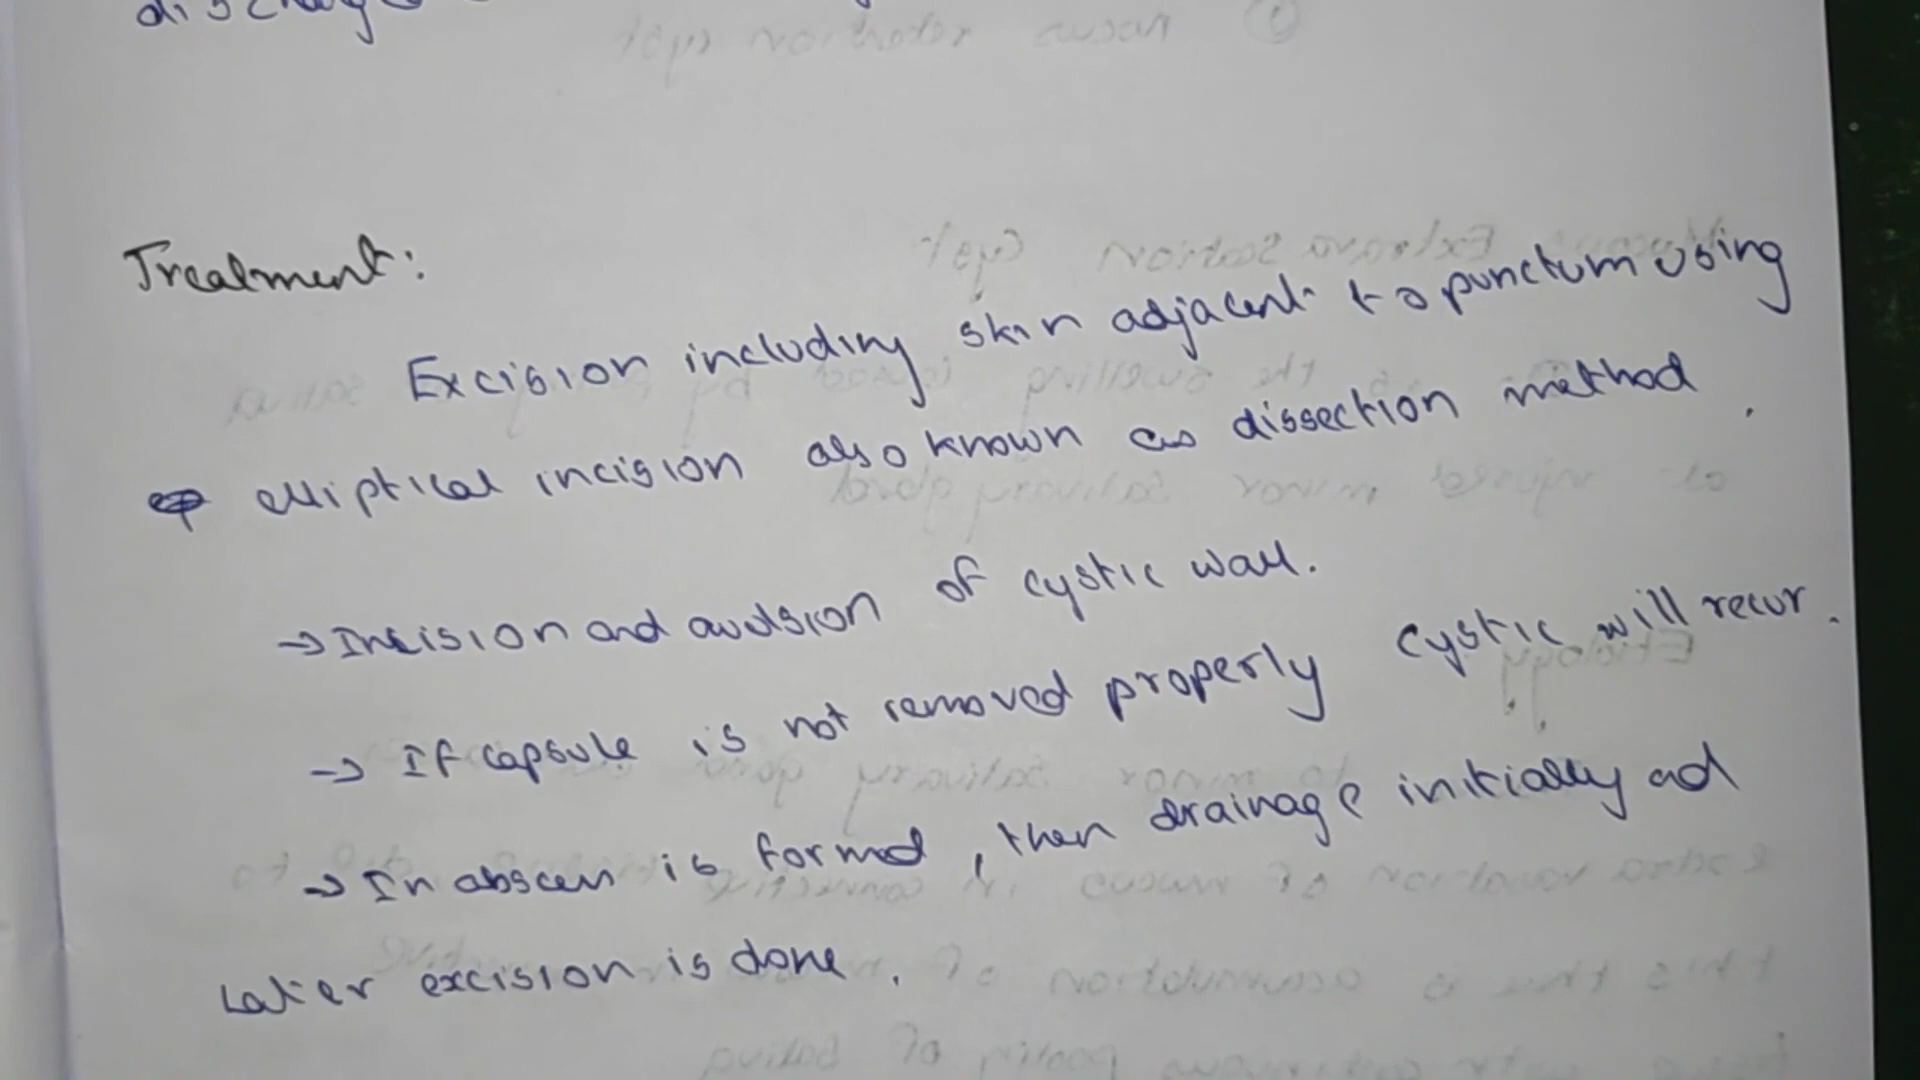 Treatment:
Excision including skin adjacent to punctum using
elliptical incision also known as dissection method.
→ Incision and avulsion of cystic wall.
→ If capsule is not removed properly cystic will recur.
→ In abscess is formed, then drainage initially ad
Later excision is done.